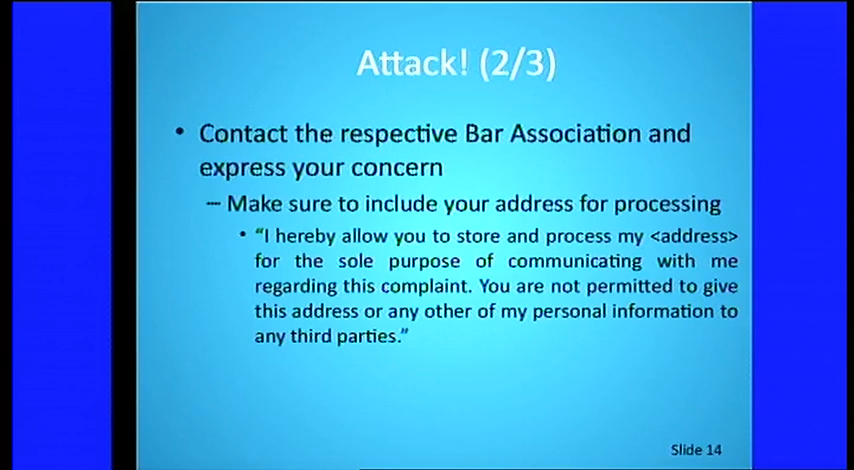 Attack! (2/3)
• Contact the respective Bar Association and
express your concern
– Make sure to include your address for processing
• “I hereby allow you to store and process my <address>
for the sole purpose of communicating with me
regarding this complaint. You are not permitted to give
this address or any other of my personal information to
any third parties.”
Slide 14